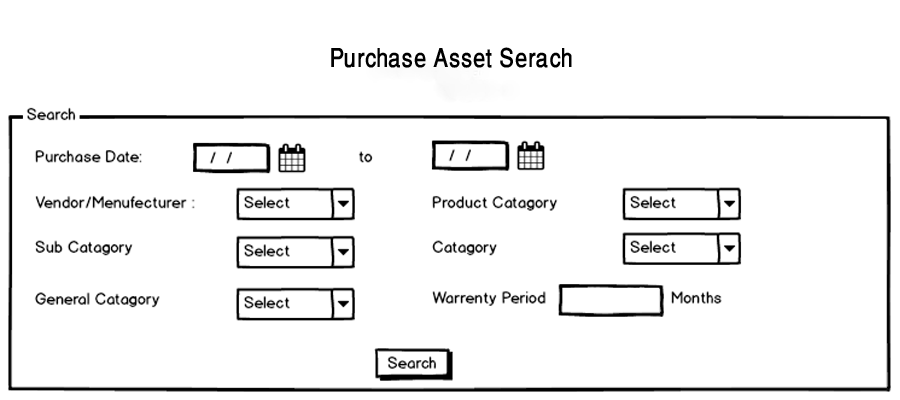 Purchase Asset Serach
Search
Purchase Date: / / to / /
Vendor/Menufecturer : Select Product Catagory Select
Sub Catagory Select Catagory Select
General Catagory Select Warrenty Period Months
Search